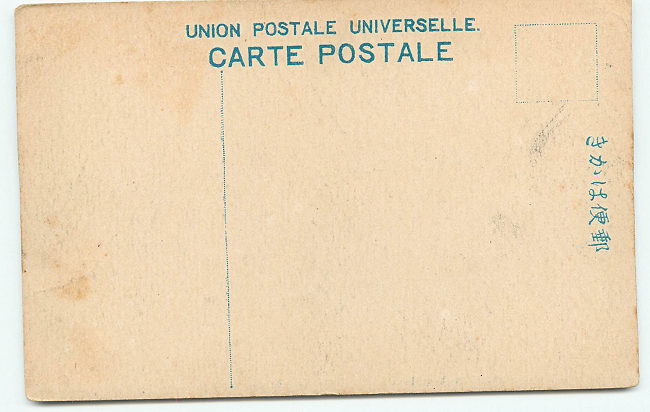 UNION POSTALE UNIVERSELLE.
CARTE POSTALE
郵便はかき